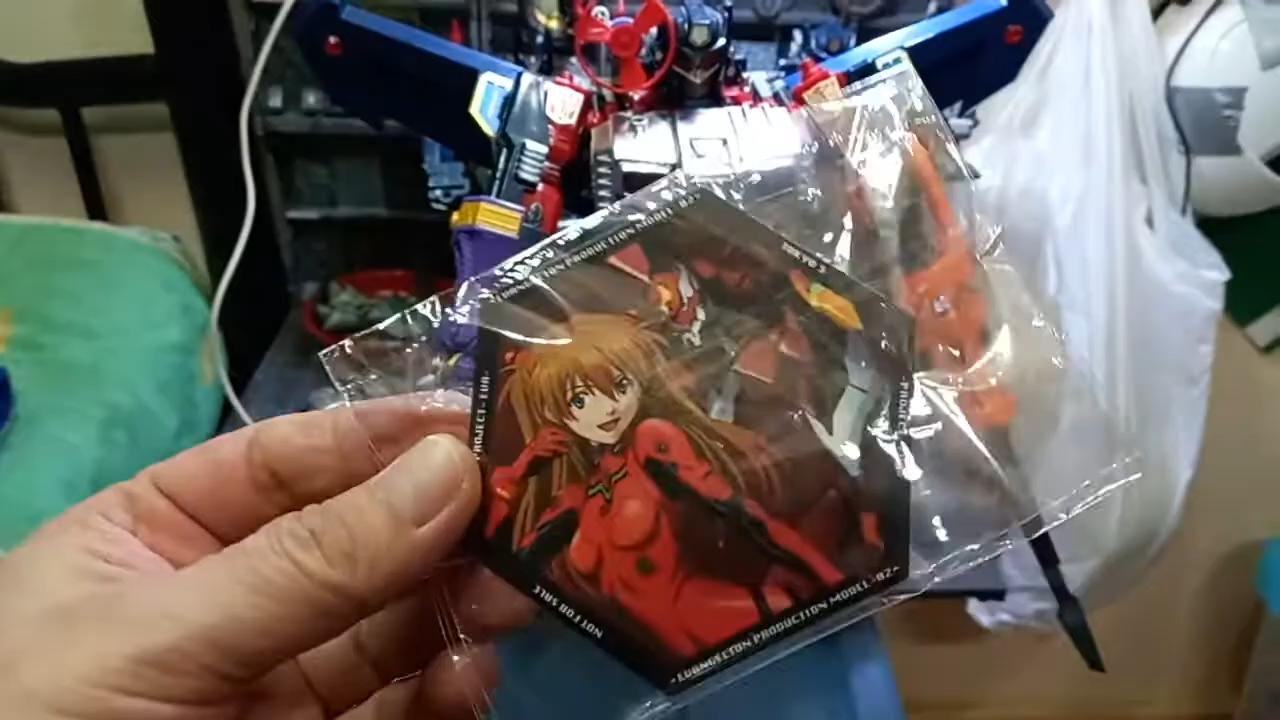 EVANGELION PRODUCTION MODEL-02
TOKYO 3
-PROJECT-EVA-
-PROJECT
NOT FOR SALE
-EVANGELION PRODUCTION MODEL-02-